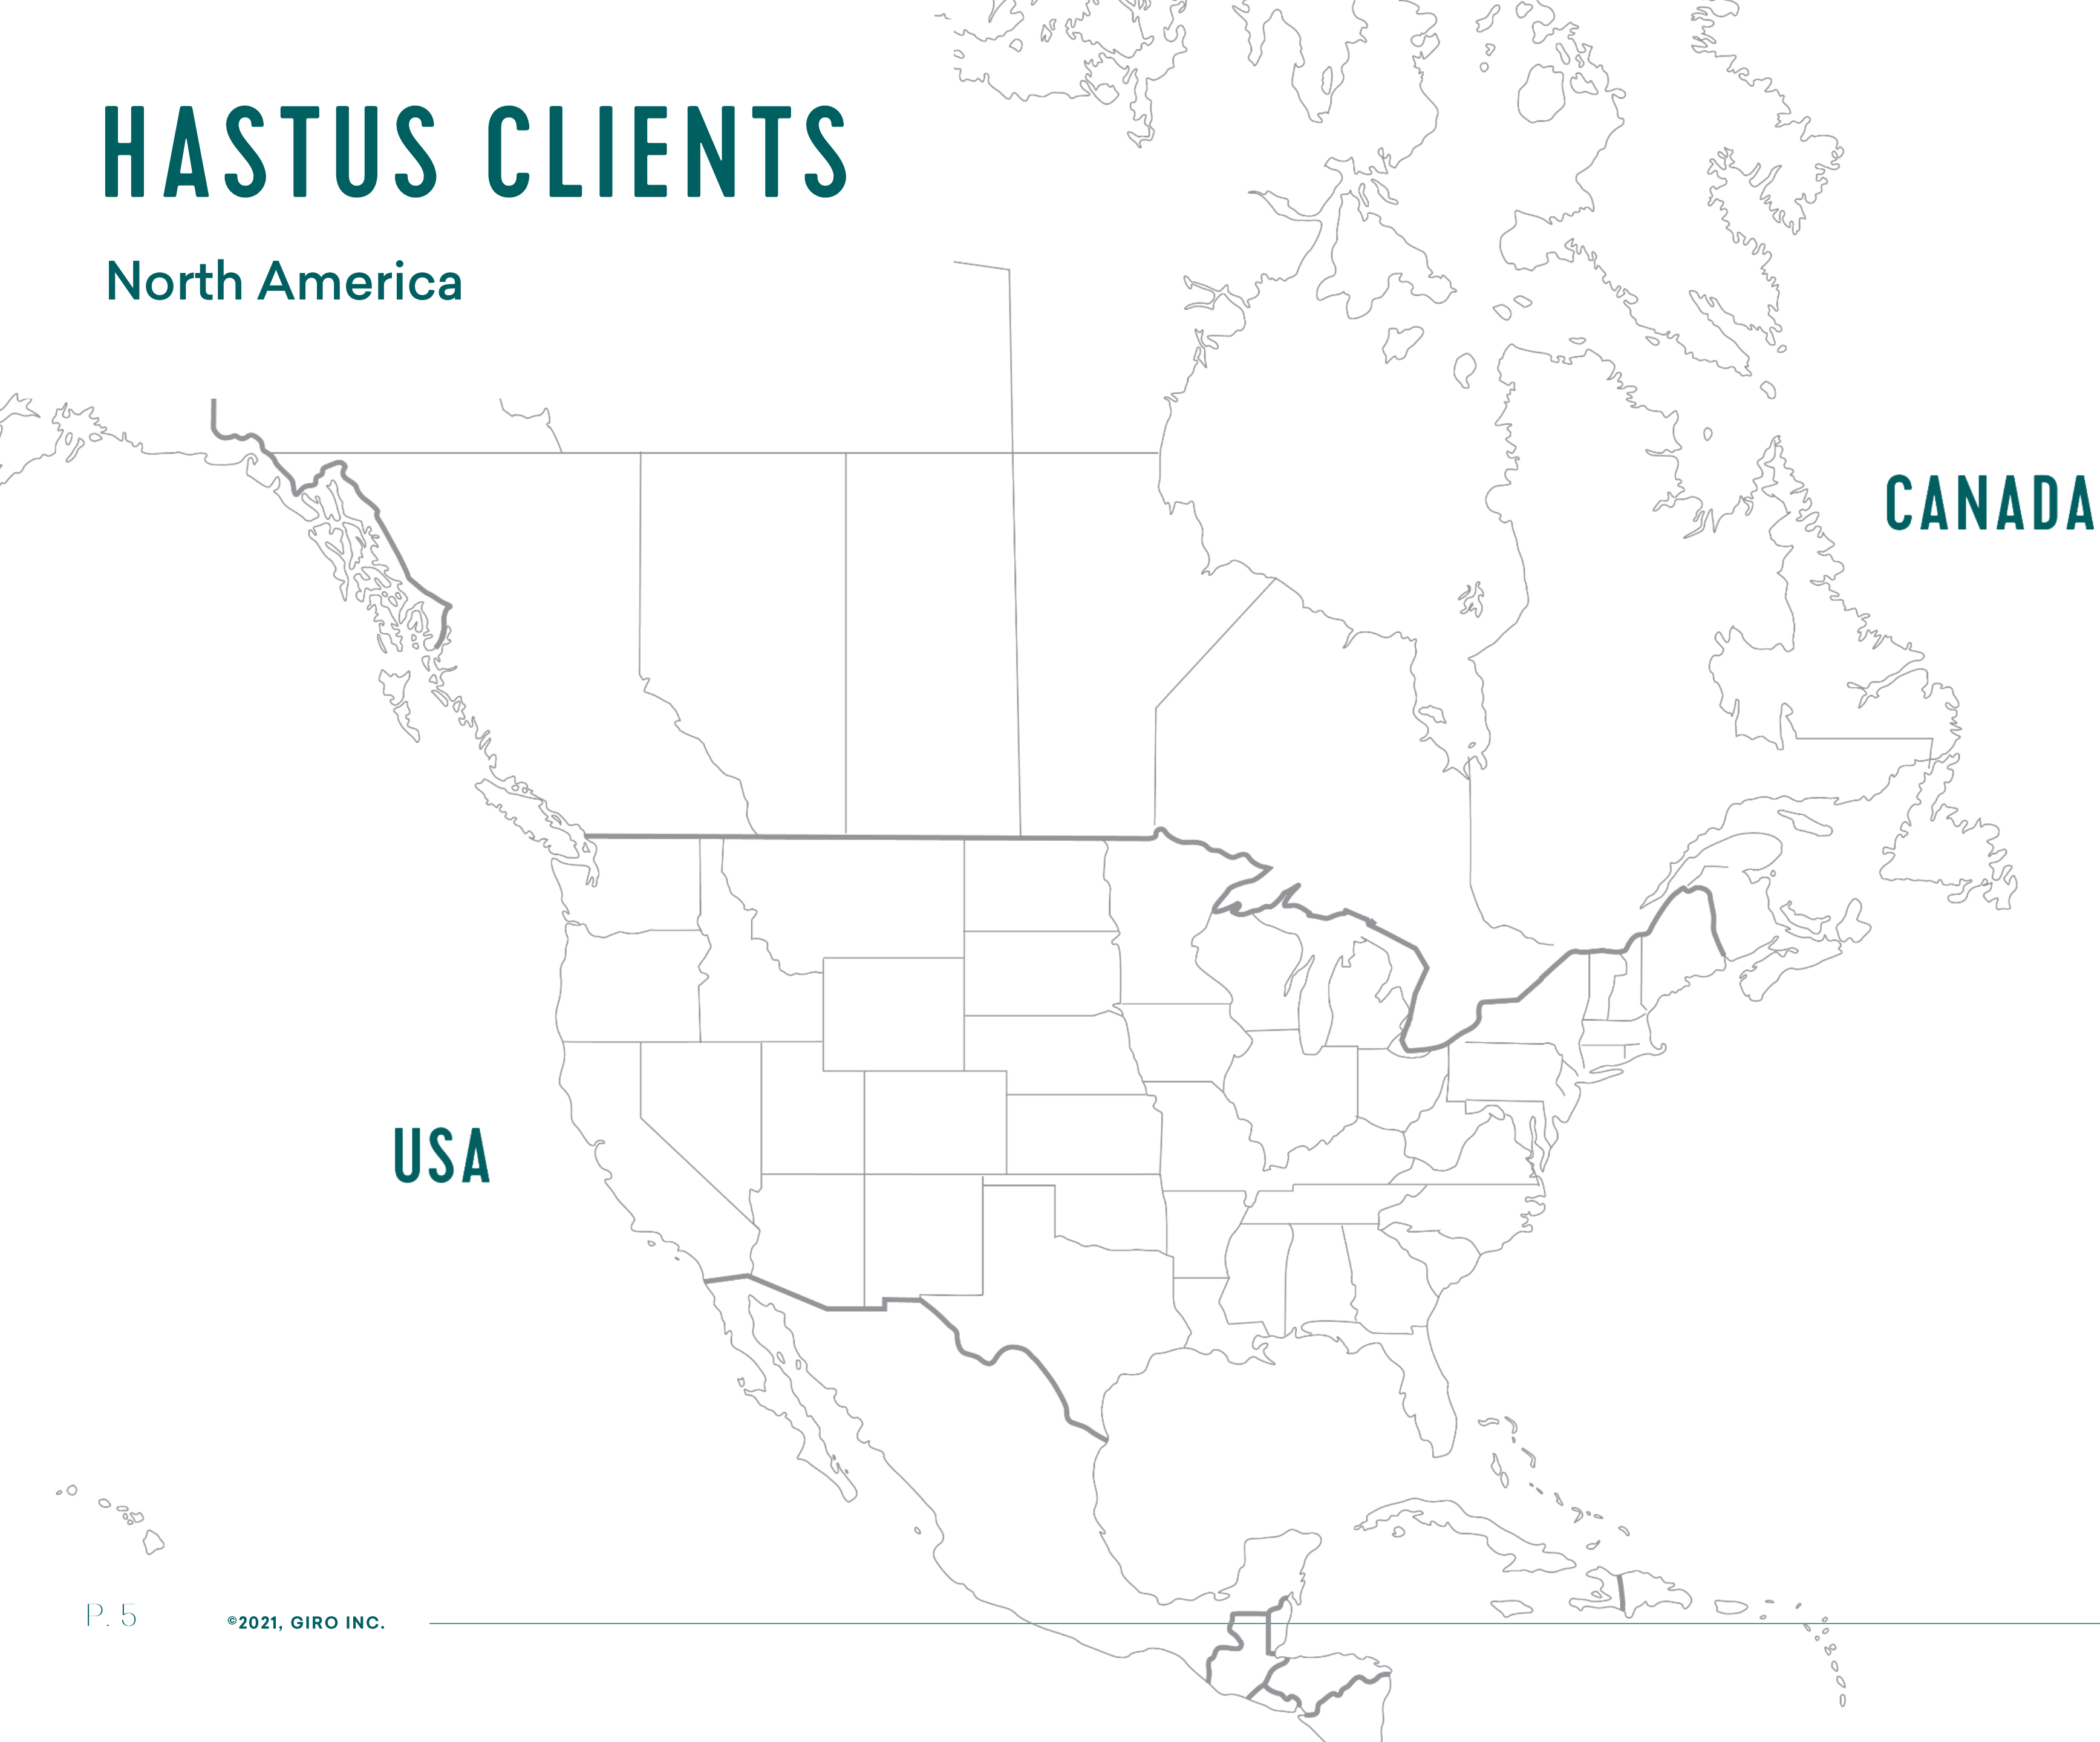 HASTUS CLIENTS
North America
CANADA
USA
P. 5
©2021, GIRO INC.